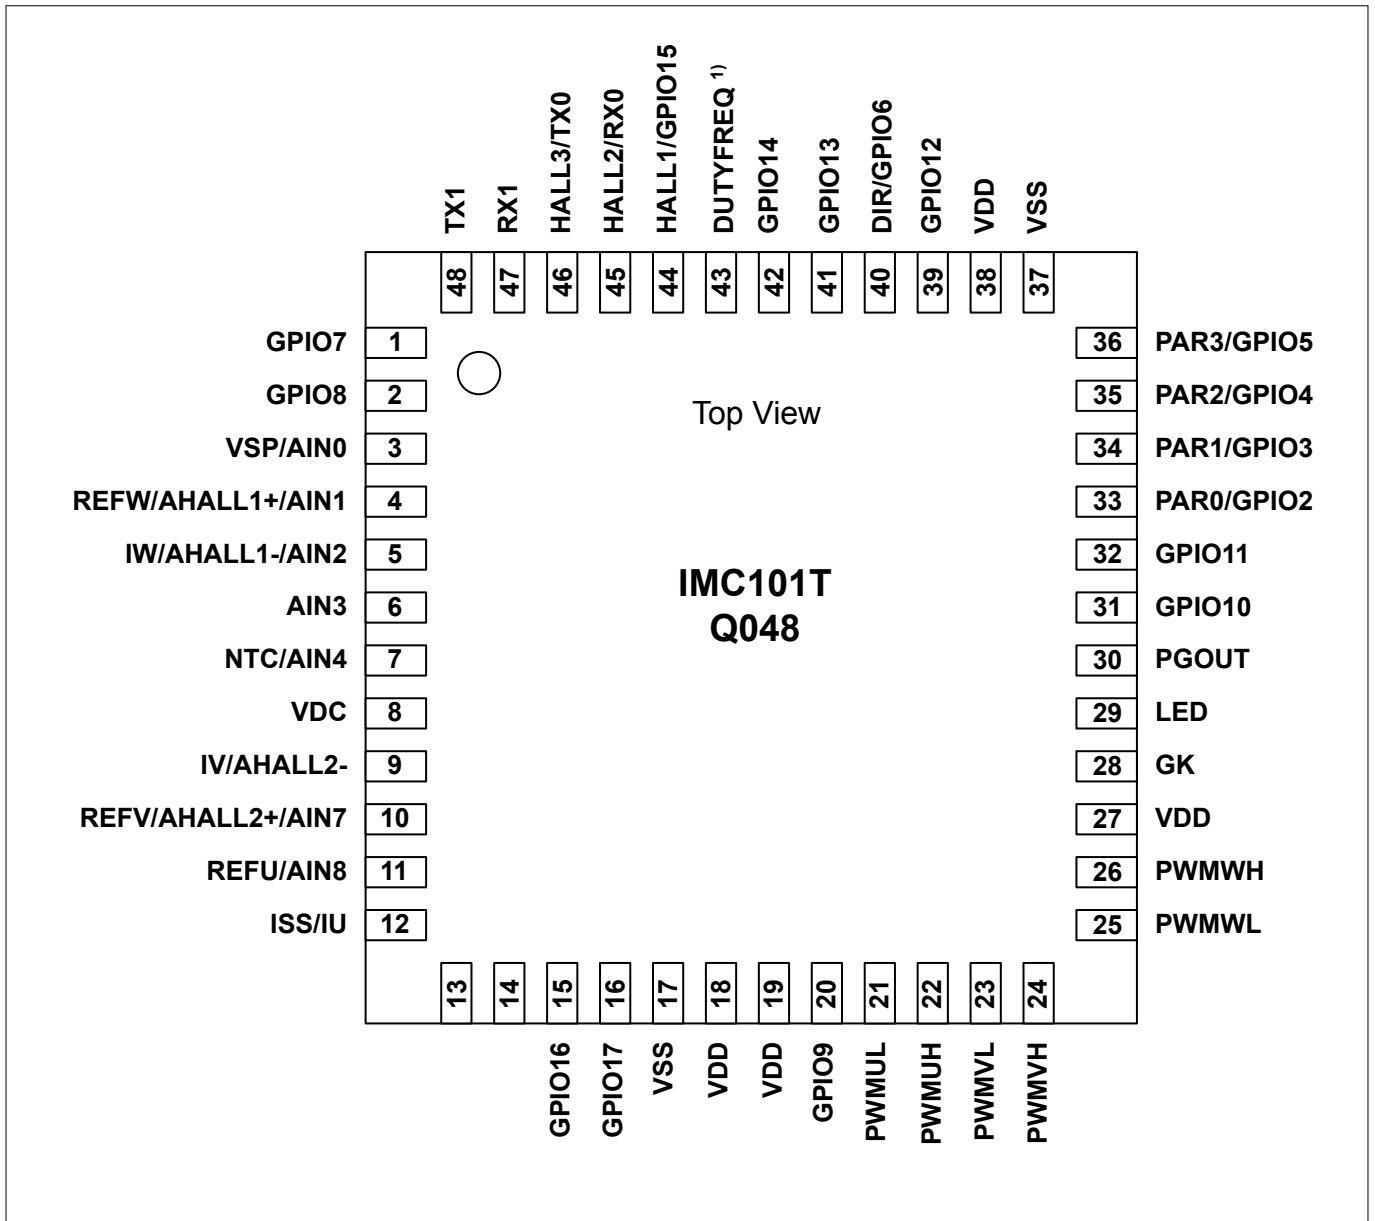 TX1
RX1
HALL3/TX0
HALL2/RX0
HALL1/GPIO15
DUTYFREQ 1)
GPIO14
GPIO13
DIR/GPIO6
GPIO12
VDD
VSS
48
47
46
45
44
43
42
41
40
39
38
37
GPIO7 1
GPIO8 2
VSP/AIN0 3
REFW/AHALL1+/AIN1 4
IW/AHALL1-/AIN2 5
AIN3 6
NTC/AIN4 7
VDC 8
IV/AHALL2- 9
REFV/AHALL2+/AIN7 10
REFU/AIN8 11
ISS/IU 12
Top View
IMC101T
Q048
36 PAR3/GPIO5
35 PAR2/GPIO4
34 PAR1/GPIO3
33 PAR0/GPIO2
32 GPIO11
31 GPIO10
30 PGOUT
29 LED
28 GK
27 VDD
26 PWMWH
25 PWMWL
13
14
15
16
17
18
19
20
21
22
23
24
GPIO16
GPIO17
VSS
VDD
VDD
GPIO9
PWMUL
PWMUH
PWMVL
PWMVH